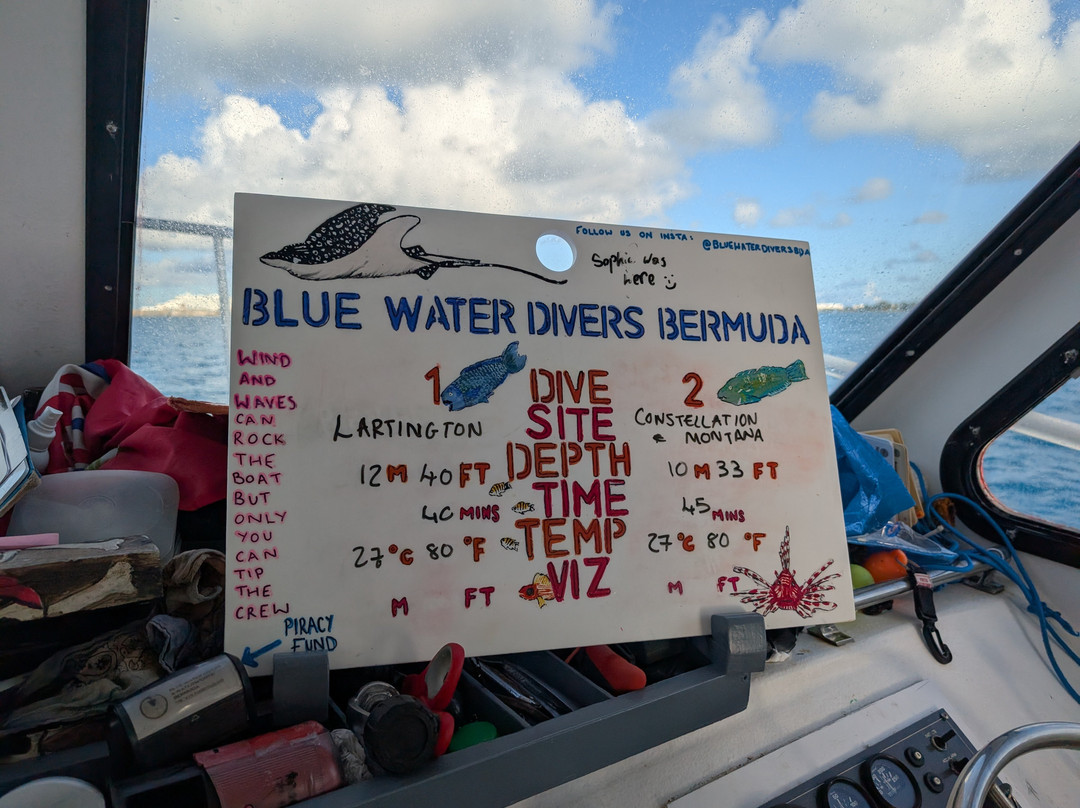 FOLLOW US ON INSTA: @BLUEWATERDIVERSBDA
Sophie was
here
BLUE WATER DIVERS BERMUDA
WIND
AND
WAVES
CAN
ROCK
THE
BOAT
BUT
ONLY
YOU
CAN
TIP
THE
CREW
PIRACY
FUND
1 DIVE 2
SITE
LARTINGTON
CONSTELLATION
& MONTANA
12 M 40 FT DEPTH 10 M 33 FT
40 MINS TIME 45 MINS
27 °C 80 °F TEMP 27 °C 80 °F
M FT VIZ M FT